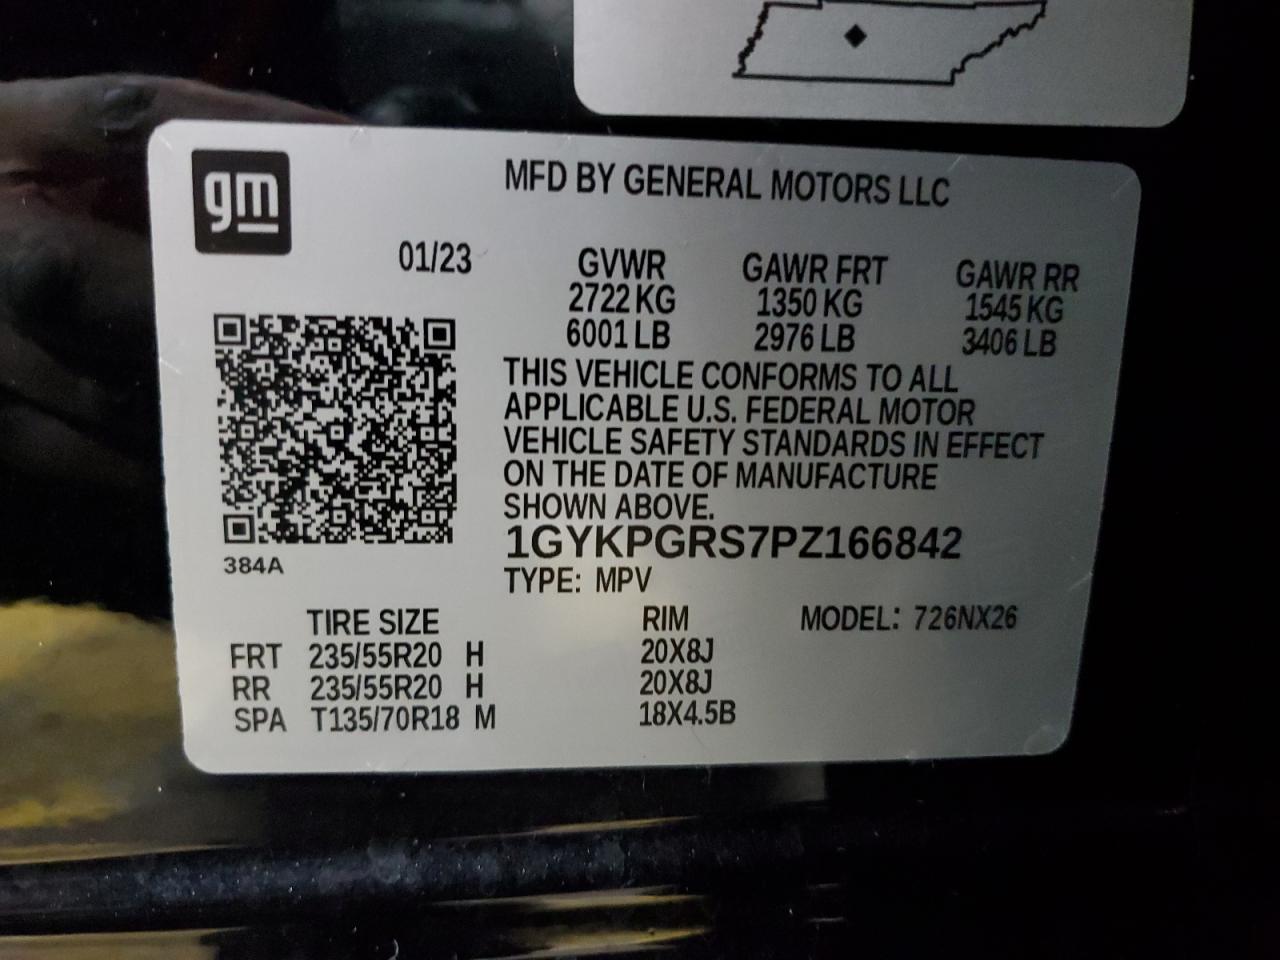 gm
MFD BY GENERAL MOTORS LLC
01/23
GVWR GAWR FRT GAWR RR
2722 KG 1350 KG 1545 KG
6001 LB 2976 LB 3406 LB
THIS VEHICLE CONFORMS TO ALL
APPLICABLE U.S. FEDERAL MOTOR
VEHICLE SAFETY STANDARDS IN EFFECT
ON THE DATE OF MANUFACTURE
SHOWN ABOVE.
1GYKPGRS7PZ166842
384A
TYPE: MPV
TIRE SIZE RIM MODEL: 726NX26
FRT 235/55R20 H 20X8J
RR 235/55R20 H 20X8J
SPA T135/70R18 M 18X4.5B